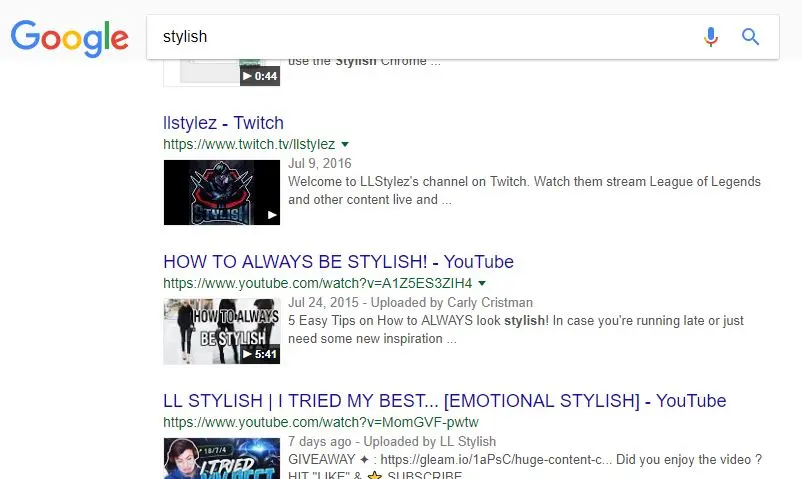 Google
stylish
use the Stylish Chrome ...
0:44
llstylez - Twitch
https://www.twitch.tv/llstylez
Jul 9, 2016
Welcome to LLStylez's channel on Twitch. Watch them stream League of Legends
and other content live and ...
STYLISH
HOW TO ALWAYS BE STYLISH! - YouTube
https://www.youtube.com/watch?v=A1Z5ES3ZIH4
Jul 24, 2015 - Uploaded by Carly Cristman
5 Easy Tips on How to ALWAYS look stylish! In case you're running late or just
need some new inspiration ...
HOW TO ALWAYS
BE STYLISH
5:41
LL STYLISH | I TRIED MY BEST... [EMOTIONAL STYLISH] - YouTube
https://www.youtube.com/watch?v=MomGVF-pwtw
7 days ago - Uploaded by LL Stylish
GIVEAWAY ✦ : https://gleam.io/1aPsC/huge-content-c... Did you enjoy the video ?
HIT "LIKE" & ⭐ SUBSCRIBE
18/7/4
I TRIED
MY BEST